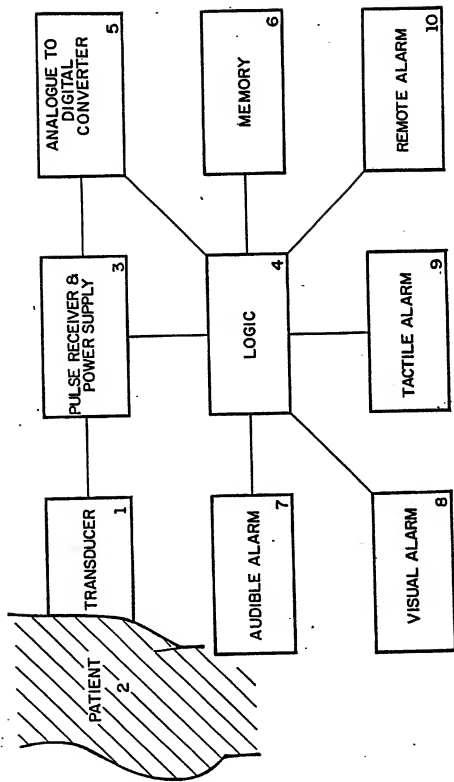 PATIENT
2
TRANSDUCER
1
PULSE RECEIVER &
POWER SUPPLY
3
ANALOGUE TO
DIGITAL
CONVERTER
5
AUDIBLE ALARM
7
LOGIC
4
MEMORY
6
VISUAL ALARM
8
TACTILE ALARM
9
REMOTE ALARM
10